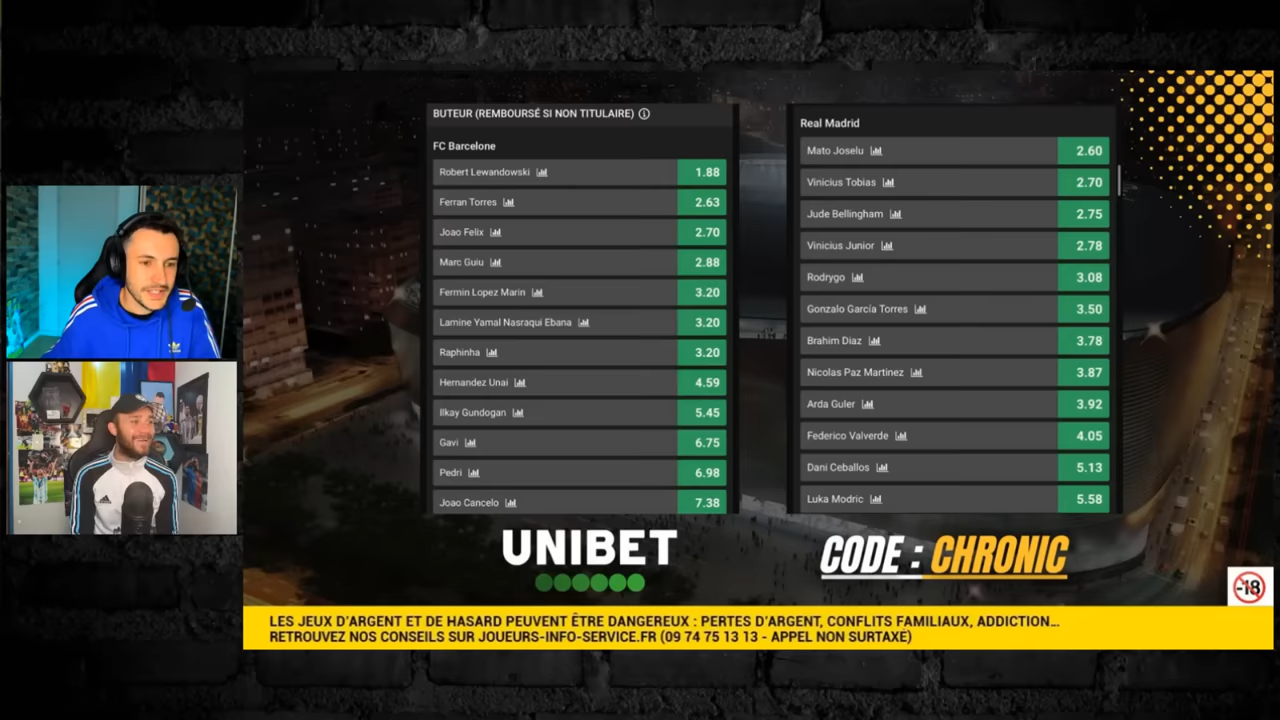 BUTEUR (REMBOURSÉ SI NON TITULAIRE)
FC Barcelone
Robert Lewandowski 1.88
Ferran Torres 2.63
Joao Felix 2.70
Marc Guiu 2.88
Fermin Lopez Marin 3.20
Lamine Yamal Nasraqui Ebana 3.20
Raphinha 3.20
Hernandez Unai 4.59
Ilkay Gundogan 5.45
Gavi 6.75
Pedri 6.98
Joao Cancelo 7.38
Real Madrid
Mato Joselu 2.60
Vinicius Tobias 2.70
Jude Bellingham 2.75
Vinicius Junior 2.78
Rodrygo 3.08
Gonzalo García Torres 3.50
Brahim Diaz 3.78
Nicolas Paz Martinez 3.87
Arda Guler 3.92
Federico Valverde 4.05
Dani Ceballos 5.13
Luka Modric 5.58
UNIBET
CODE : CHRONIC
-18
LES JEUX D'ARGENT ET DE HASARD PEUVENT ÊTRE DANGEREUX : PERTES D'ARGENT, CONFLITS FAMILIAUX, ADDICTION...
RETROUVEZ NOS CONSEILS SUR JOUEURS-INFO-SERVICE.FR (09 74 75 13 13 - APPEL NON SURTAXÉ)